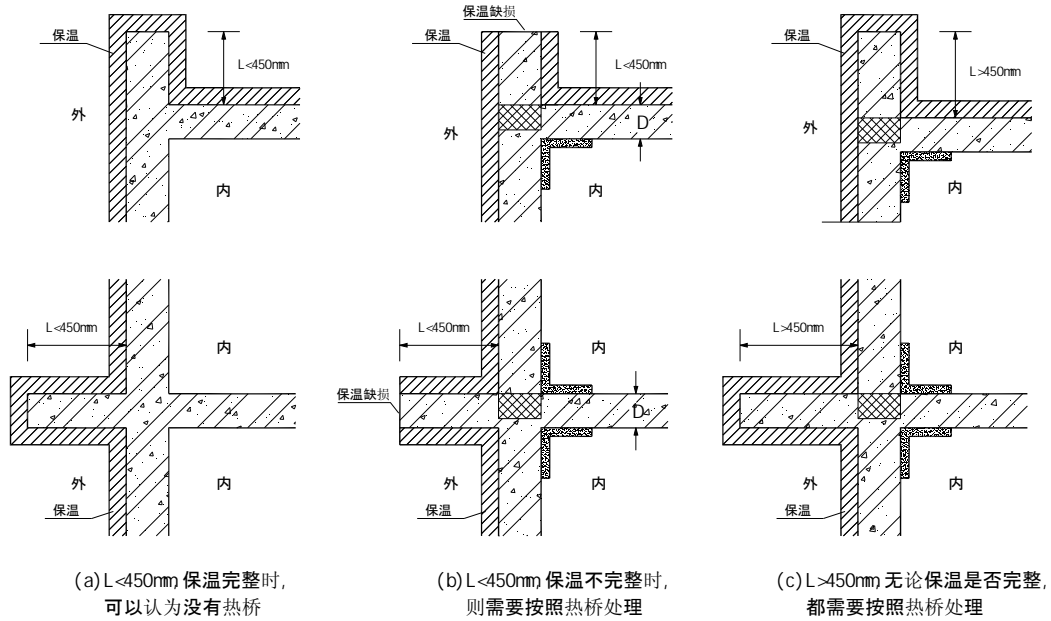 保温
L<450mm
外
内
保温缺损
保温
L<450mm
外
D
内
保温
L>450mm
外
内
L<450mm
内
外
内
保温
L<450mm
内
保温缺损
D
外
内
保温
L>450mm
内
外
内
保温
(a) L<450mm, 保温完整时,
可以认为没有热桥
(b) L<450mm, 保温不完整时,
则需要按照热桥处理
(c) L>450mm, 无论保温是否完整,
都需要按照热桥处理